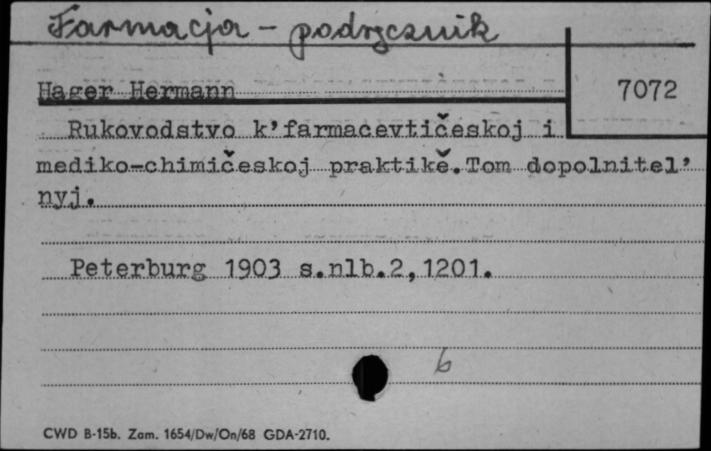 Farmacja - podręcznik
7072
Hager Hermann
Rukovodstvo k’farmacevtičeskoj i
mediko-chimičeskoj praktikě. Tom dopolnitel’
nyj.
Peterburg 1903 s.nlb.2,1201.
6
CWD B-15b. Zam. 1654/Dw/On/68 GDA-2710.